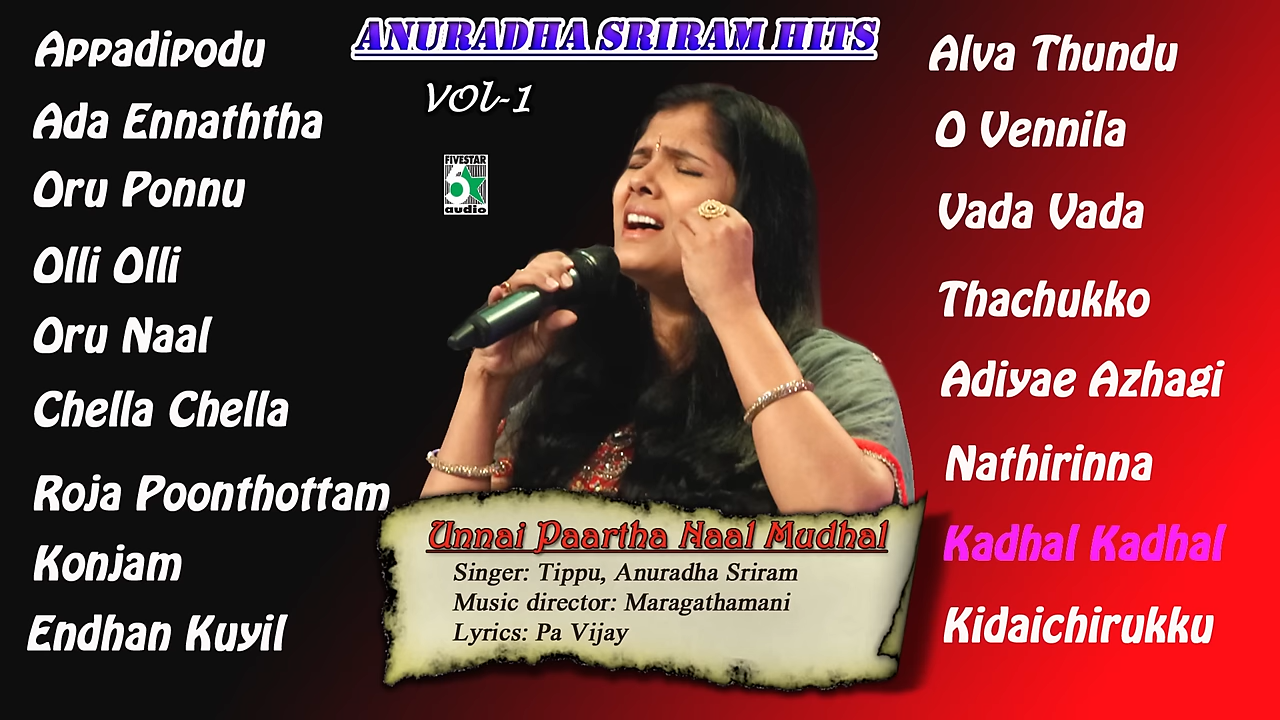 ANURADHA SRIRAM HITS
VOL-1
FIVESTAR
audio
Appadipodu
Ada Ennaththa
Oru Ponnu
Olli Olli
Oru Naal
Chella Chella
Roja Poonthottam
Konjam
Endhan Kuyil
Alva Thundu
O Vennila
Vada Vada
Thachukko
Adiyae Azhagi
Nathirinna
Kadhal Kadhal
Kidaichirukku
Unnai Paartha Naal Mudhal
Singer: Tippu, Anuradha Sriram
Music director: Maragathamani
Lyrics: Pa Vijay